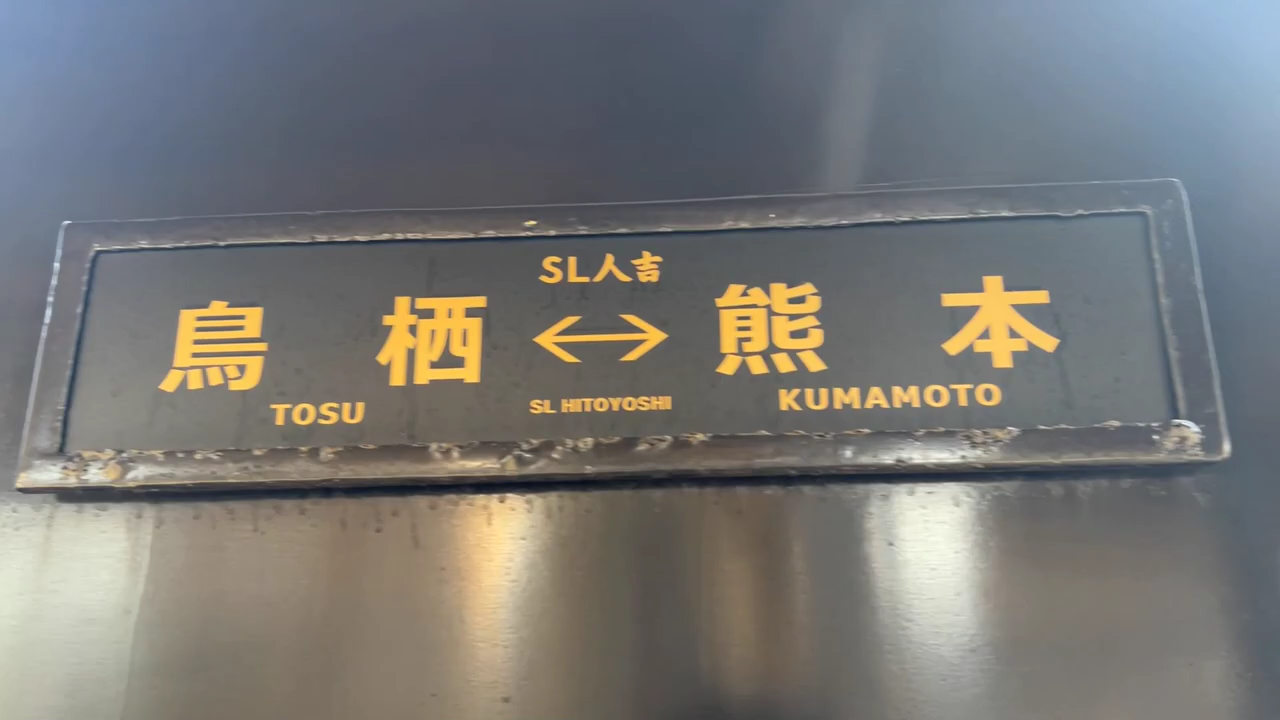 SL人吉
鳥栖 ↔ 熊本
TOSU SL HITOYOSHI KUMAMOTO